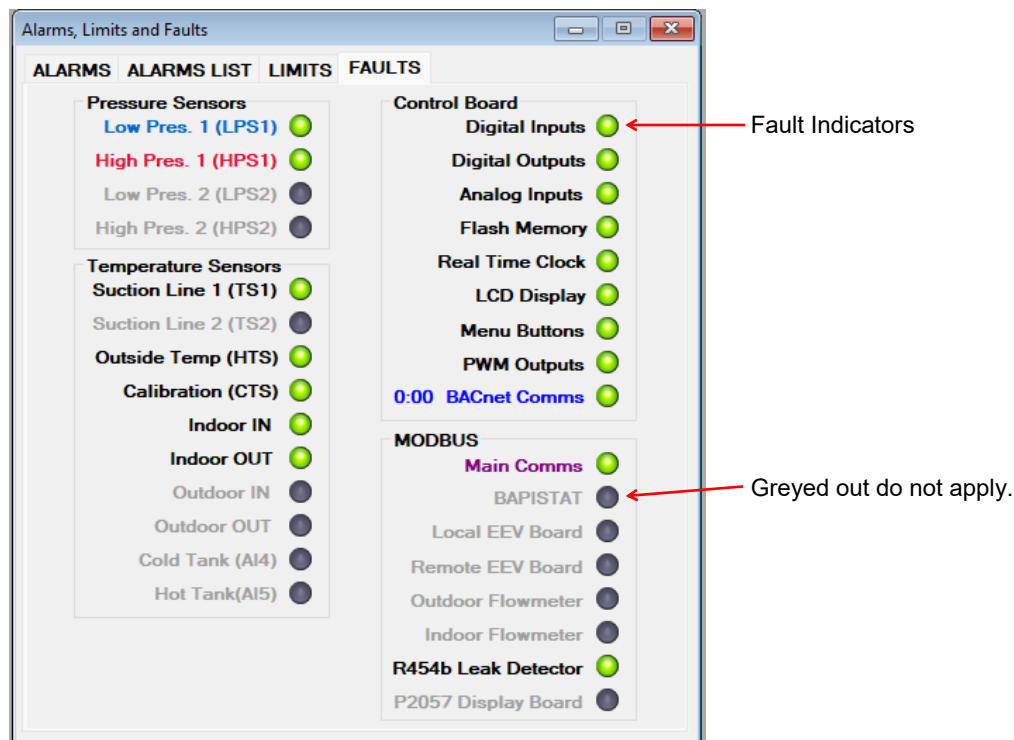 Alarms, Limits and Faults
ALARMS ALARMS LIST LIMITS FAULTS
Pressure Sensors
Low Pres. 1 (LPS1)
High Pres. 1 (HPS1)
Low Pres. 2 (LPS2)
High Pres. 2 (HPS2)
Temperature Sensors
Suction Line 1 (TS1)
Suction Line 2 (TS2)
Outside Temp (HTS)
Calibration (CTS)
Indoor IN
Indoor OUT
Outdoor IN
Outdoor OUT
Cold Tank (AI4)
Hot Tank(AI5)
Control Board
Digital Inputs
Digital Outputs
Analog Inputs
Flash Memory
Real Time Clock
LCD Display
Menu Buttons
PWM Outputs
0:00 BACnet Comms
MODBUS
Main Comms
BAPISTAT
Local EEV Board
Remote EEV Board
Outdoor Flowmeter
Indoor Flowmeter
R454b Leak Detector
P2057 Display Board
Fault Indicators
Greyed out do not apply.